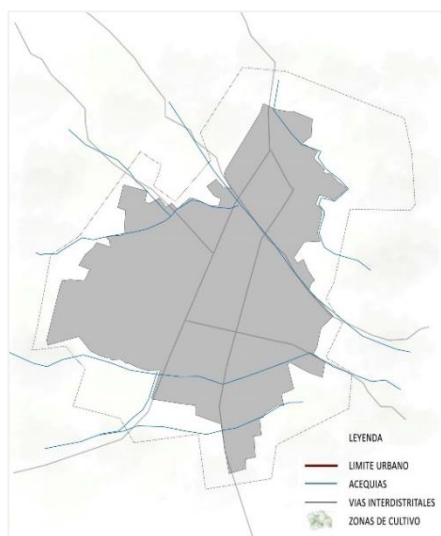 LEYENDA
LIMITE URBANO
ACEQUIAS
VIAS INTERDISTRITALES
ZONAS DE CULTIVO